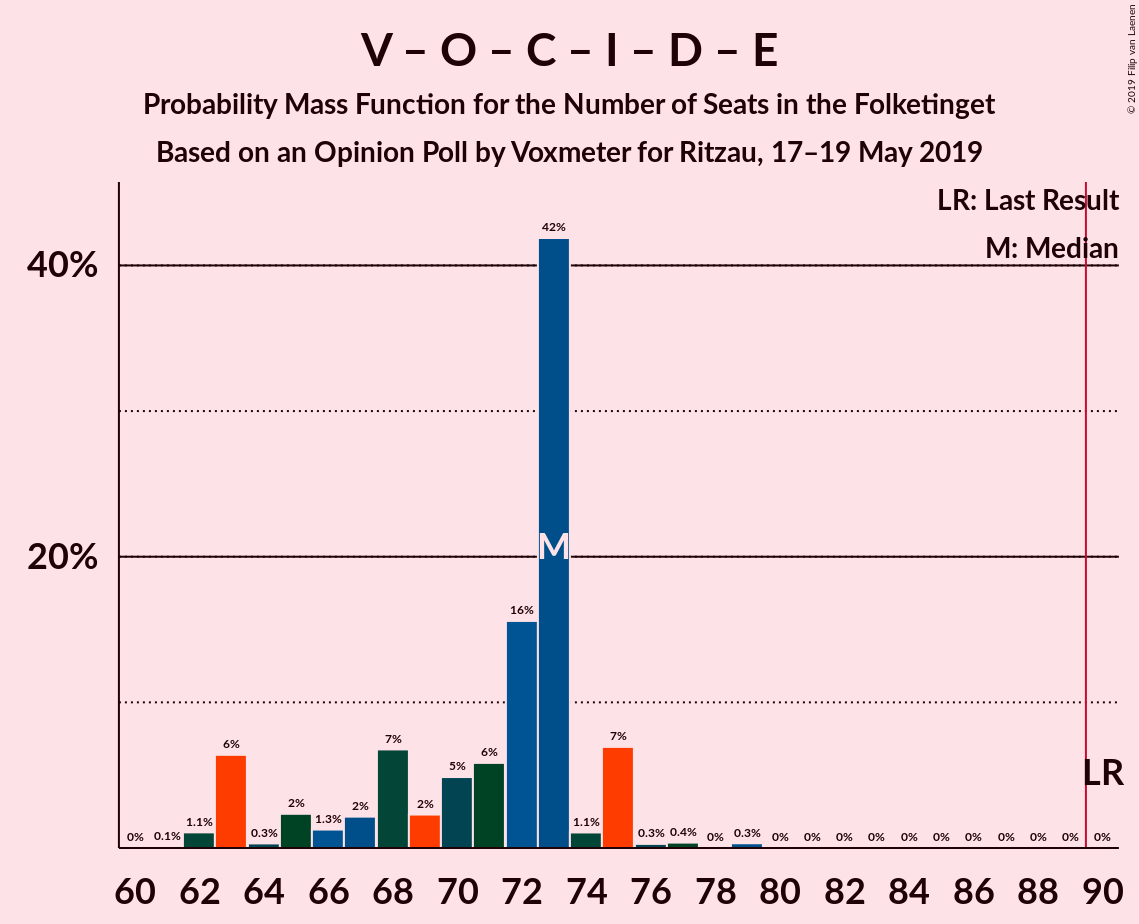 V – O – C – I – D – E
Probability Mass Function for the Number of Seats in the Folketinget
Based on an Opinion Poll by Voxmeter for Ritzau, 17–19 May 2019
© 2019 Filip van Laenen
LR: Last Result
M: Median
40%
20%
42%
M
16%
LR
0% 0.1% 1.1% 6% 0.3% 2% 1.3% 2% 7% 2% 5% 6% 1.1% 7% 0.3% 0.4% 0% 0.3% 0% 0% 0% 0% 0% 0% 0% 0% 0% 0% 0%
60 62 64 66 68 70 72 74 76 78 80 82 84 86 88 90